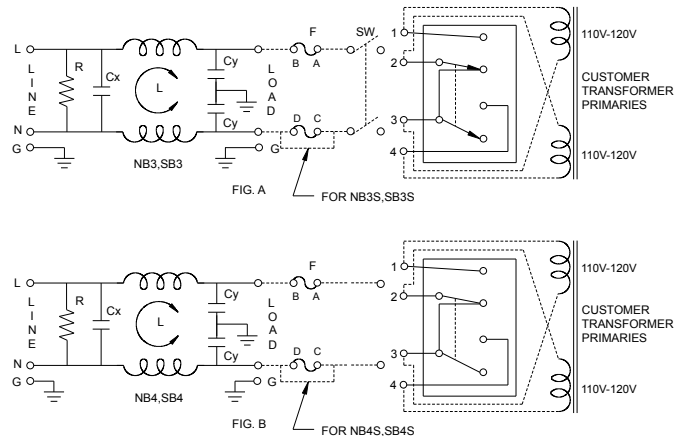 L
L
I
N
E
N
G
R
Cx
L
Cy
Cy
NB3,SB3
L
O
A
D
G
F
B A
D C
SW
FIG. A
FOR NB3S,SB3S
1
2
3
4
110V-120V
CUSTOMER
TRANSFORMER
PRIMARIES
110V-120V
L
L
I
N
E
N
G
R
Cx
L
Cy
Cy
NB4,SB4
L
O
A
D
G
F
B A
D C
FIG. B
FOR NB4S,SB4S
1
2
3
4
110V-120V
CUSTOMER
TRANSFORMER
PRIMARIES
110V-120V